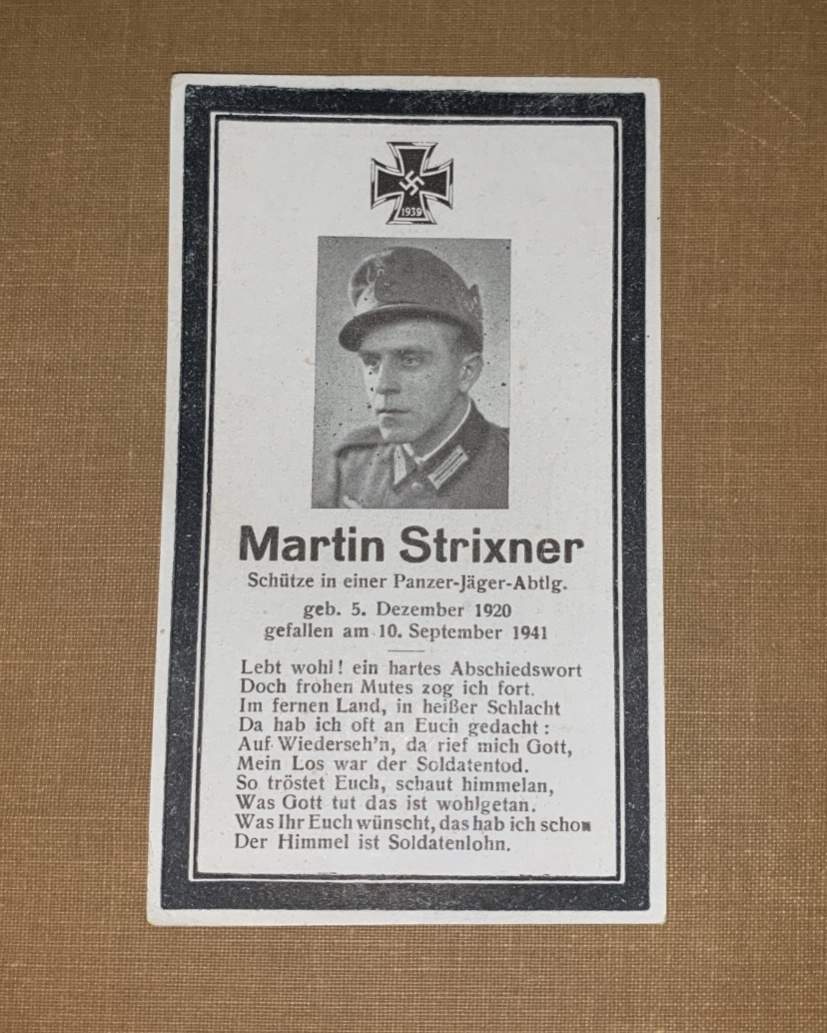 1939
Martin Strixner
Schütze in einer Panzer-Jäger-Abtlg.
geb. 5. Dezember 1920
gefallen am 10. September 1941
Lebt wohl! ein hartes Abschiedswort
Doch frohen Mutes zog ich fort.
Im fernen Land, in heißer Schlacht
Da hab ich oft an Euch gedacht:
Auf Wiederseh'n, da rief mich Gott,
Mein Los war der Soldatentod.
So tröstet Euch, schaut himmelan,
Was Gott tut das ist wohlgetan.
Was Ihr Euch wünscht, das hab ich schon
Der Himmel ist Soldatenlohn.